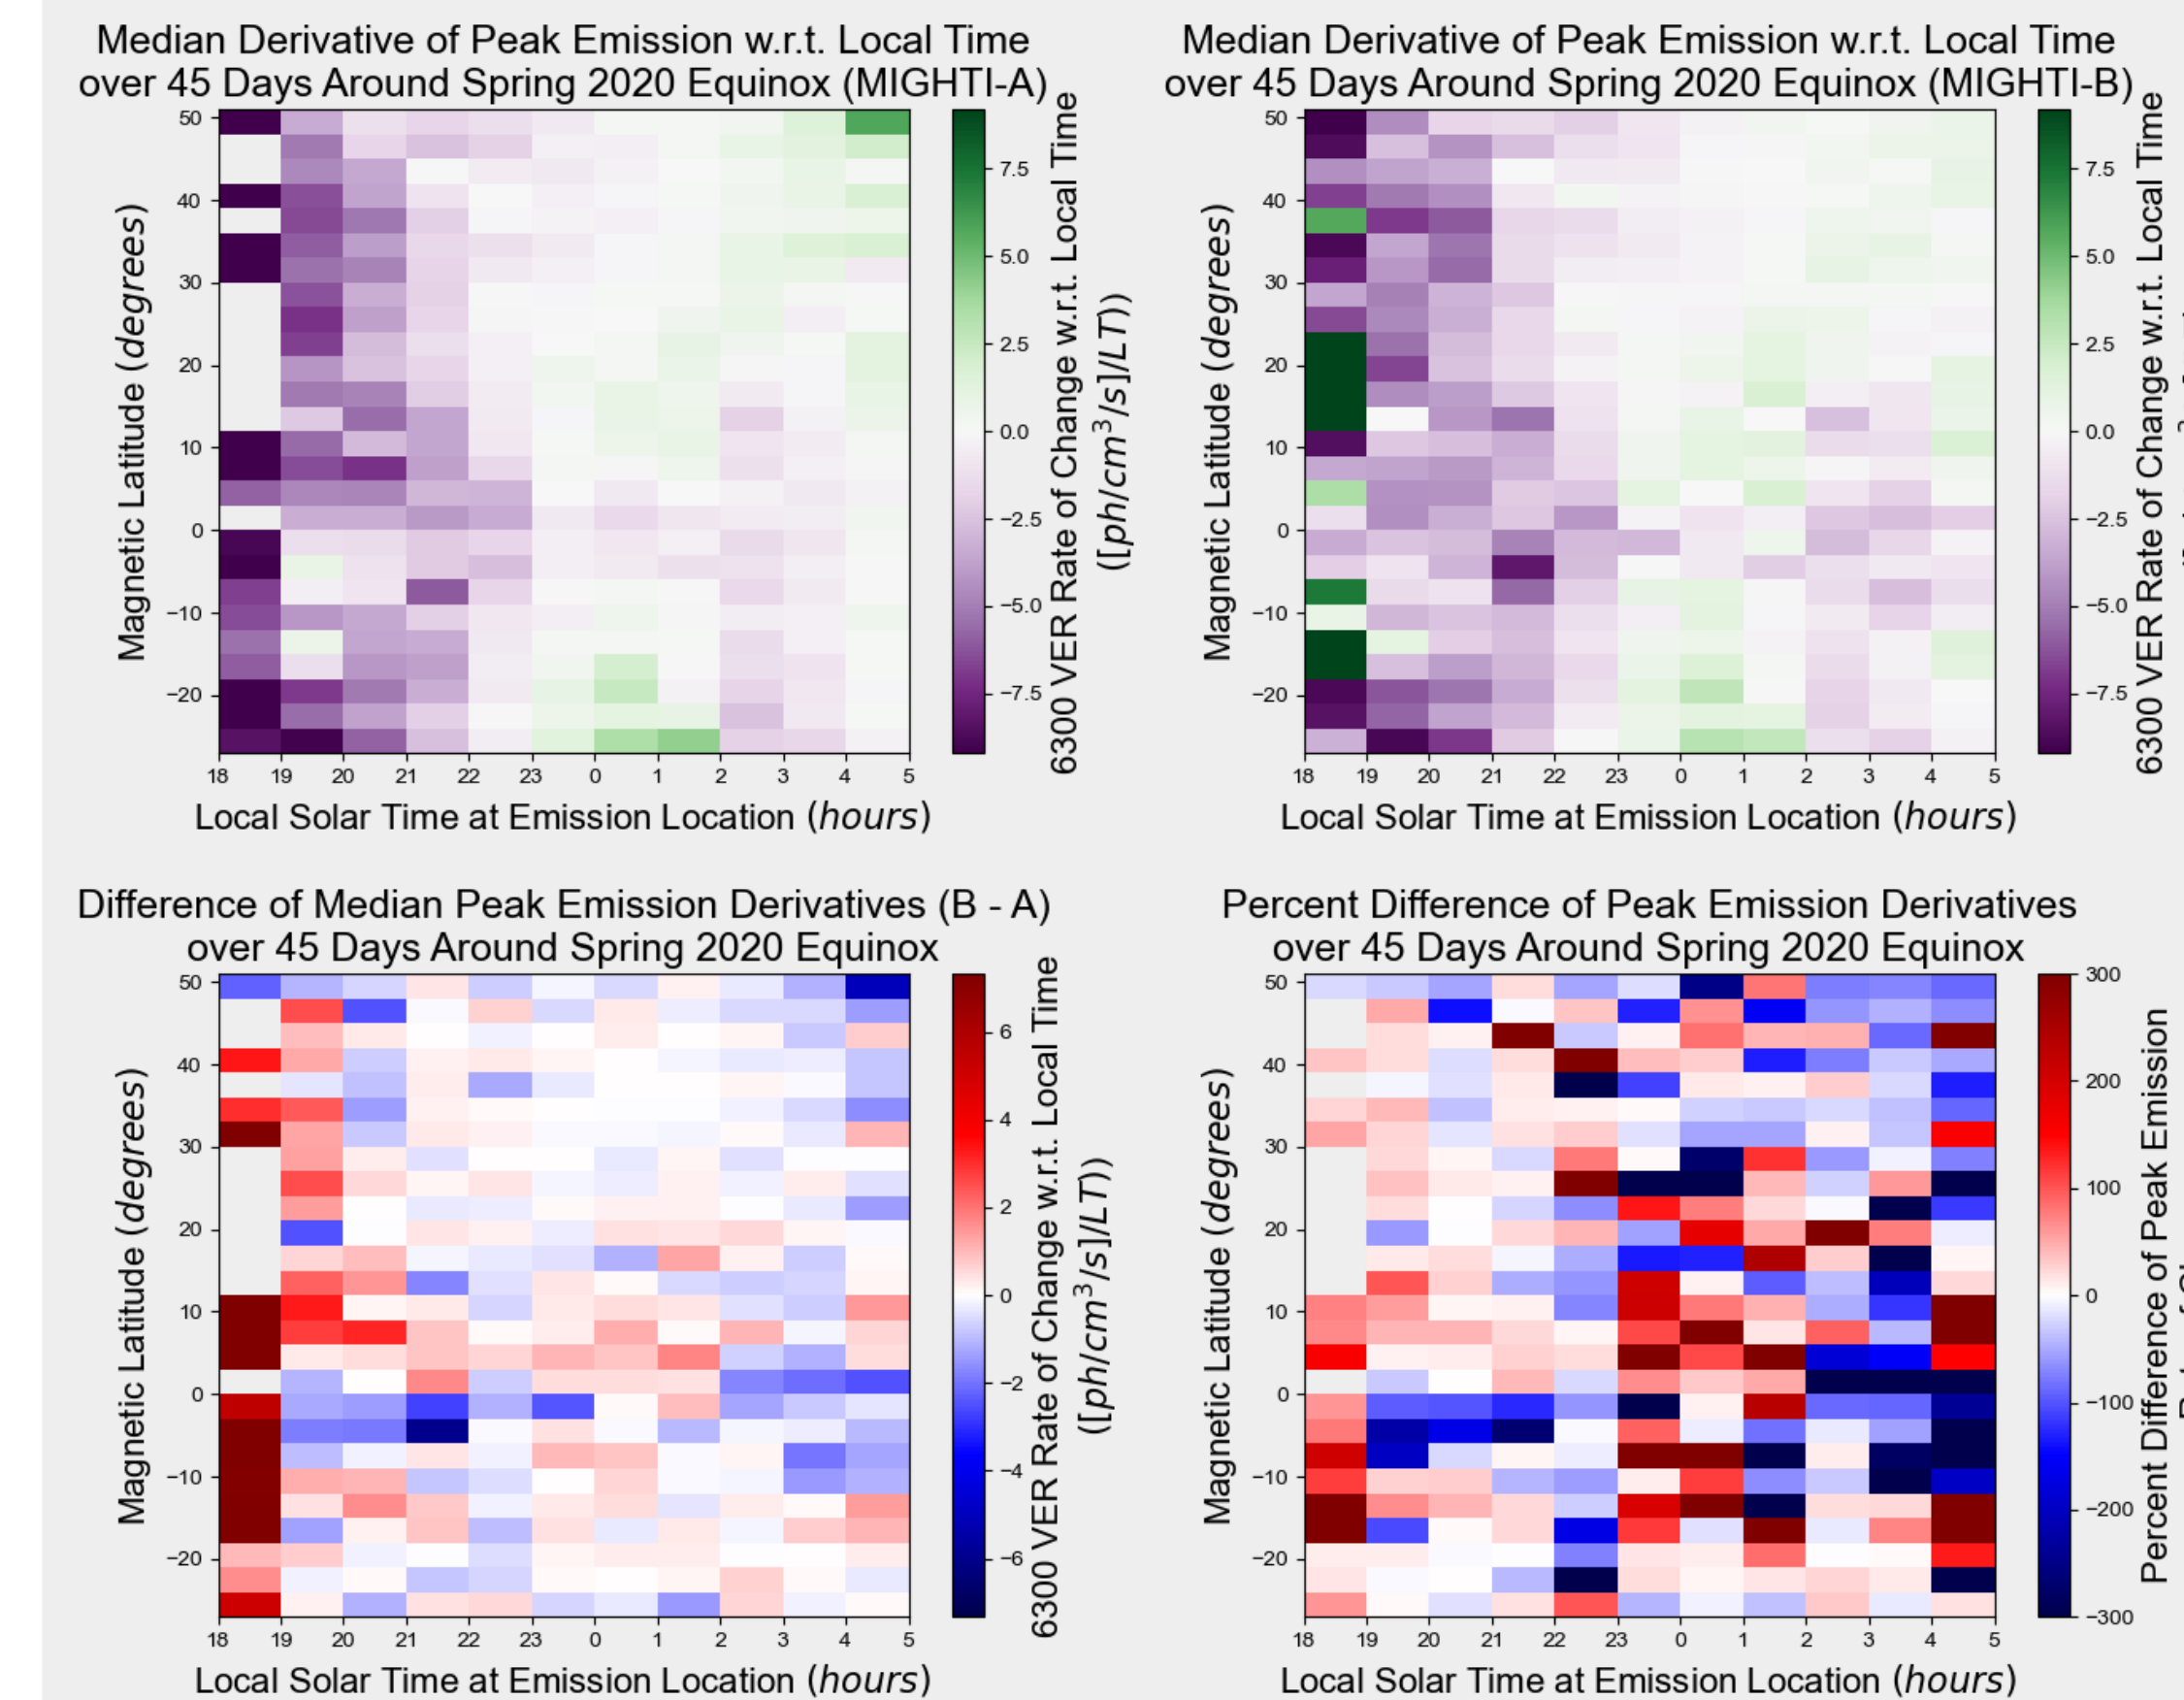 Median Derivative of Peak Emission w.r.t. Local Time
over 45 Days Around Spring 2020 Equinox (MIGHTI-A)
50
40
30
20
10
0
−10
−20
Magnetic Latitude (degrees)
18 19 20 21 22 23 0 1 2 3 4 5
Local Solar Time at Emission Location (hours)
7.5
5.0
2.5
0.0
−2.5
−5.0
−7.5
6300 VER Rate of Change w.r.t. Local Time
([ph/cm³/s]/LT))
Median Derivative of Peak Emission w.r.t. Local Time
over 45 Days Around Spring 2020 Equinox (MIGHTI-B)
50
40
30
20
10
0
−10
−20
Magnetic Latitude (degrees)
18 19 20 21 22 23 0 1 2 3 4 5
Local Solar Time at Emission Location (hours)
7.5
5.0
2.5
0.0
−2.5
−5.0
−7.5
6300 VER Rate of Change w.r.t. Local Time
Difference of Median Peak Emission Derivatives (B - A)
over 45 Days Around Spring 2020 Equinox
50
40
30
20
10
0
−10
−20
Magnetic Latitude (degrees)
18 19 20 21 22 23 0 1 2 3 4 5
Local Solar Time at Emission Location (hours)
6
4
2
0
−2
−4
−6
6300 VER Rate of Change w.r.t. Local Time
([ph/cm³/s]/LT))
Percent Difference of Peak Emission Derivatives
over 45 Days Around Spring 2020 Equinox
50
40
30
20
10
0
−10
−20
Magnetic Latitude (degrees)
18 19 20 21 22 23 0 1 2 3 4 5
Local Solar Time at Emission Location (hours)
300
200
100
0
−100
−200
−300
Percent Difference of Peak Emission